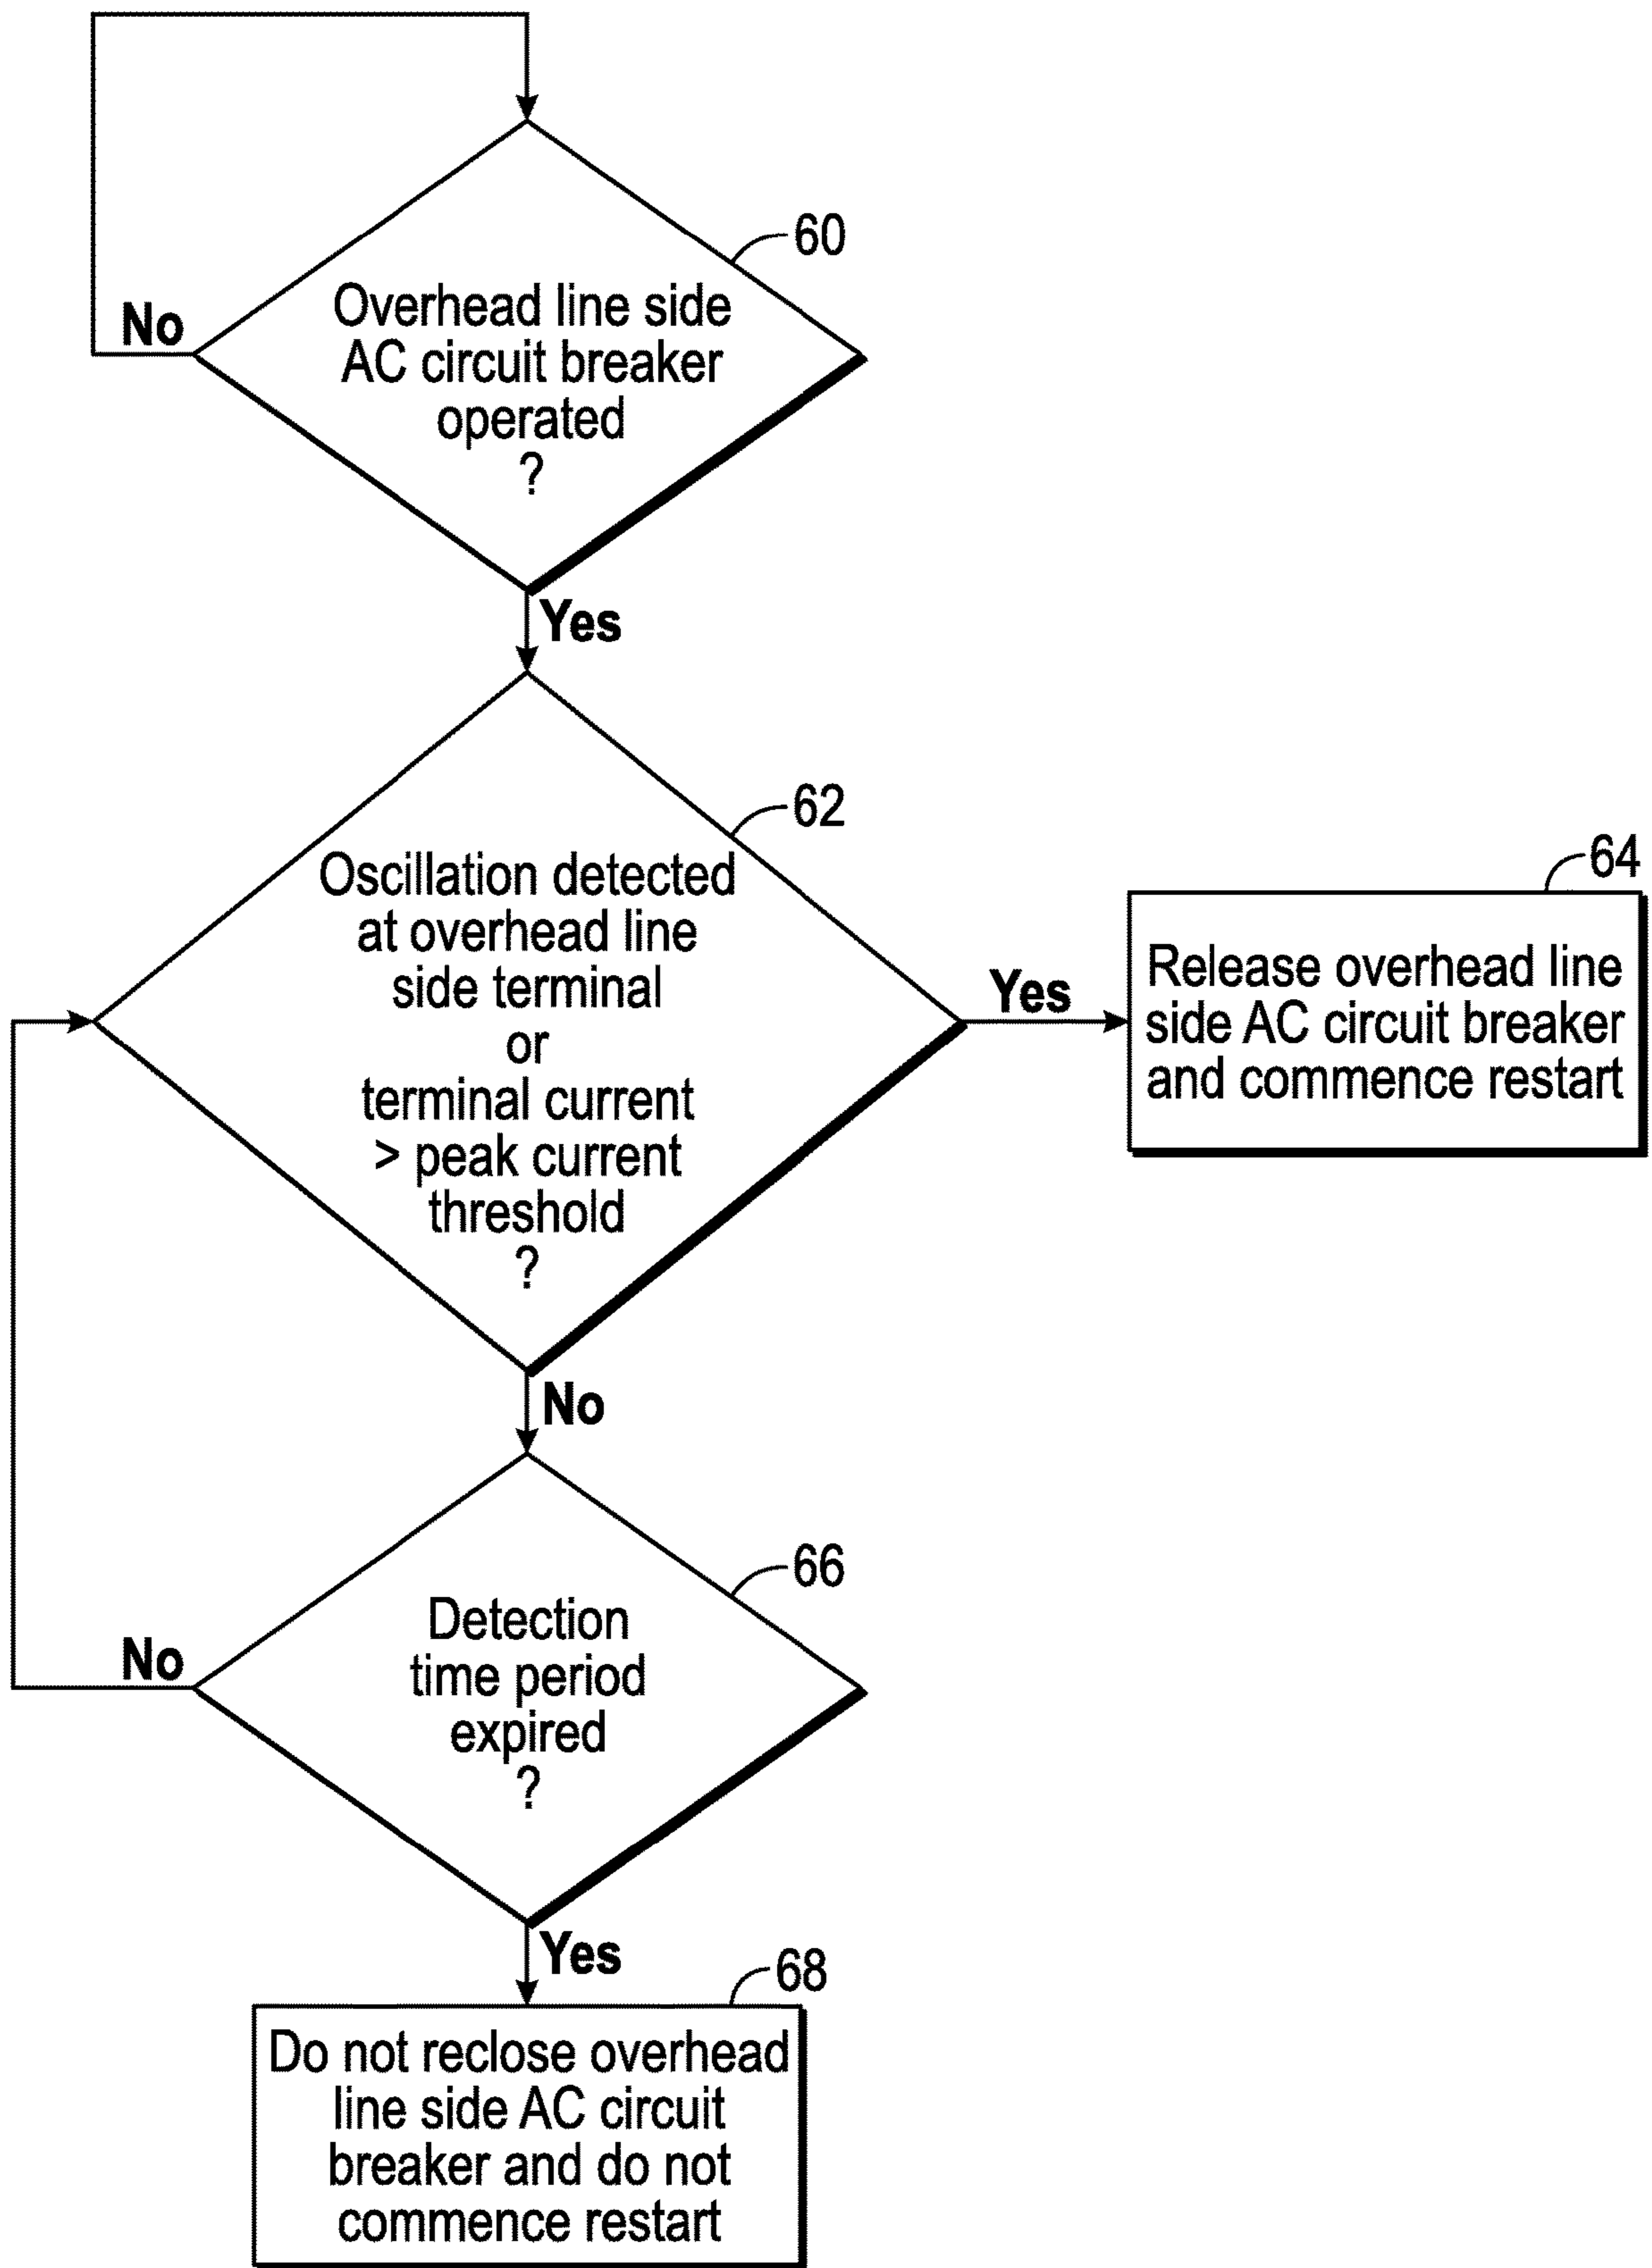 60
Overhead line side
AC circuit breaker
operated
?
No
Yes
62
Oscillation detected
at overhead line
side terminal
or
terminal current
> peak current
threshold
?
Yes
64
Release overhead line
side AC circuit breaker
and commence restart
No
66
Detection
time period
expired
?
No
Yes
68
Do not reclose overhead
line side AC circuit
breaker and do not
commence restart